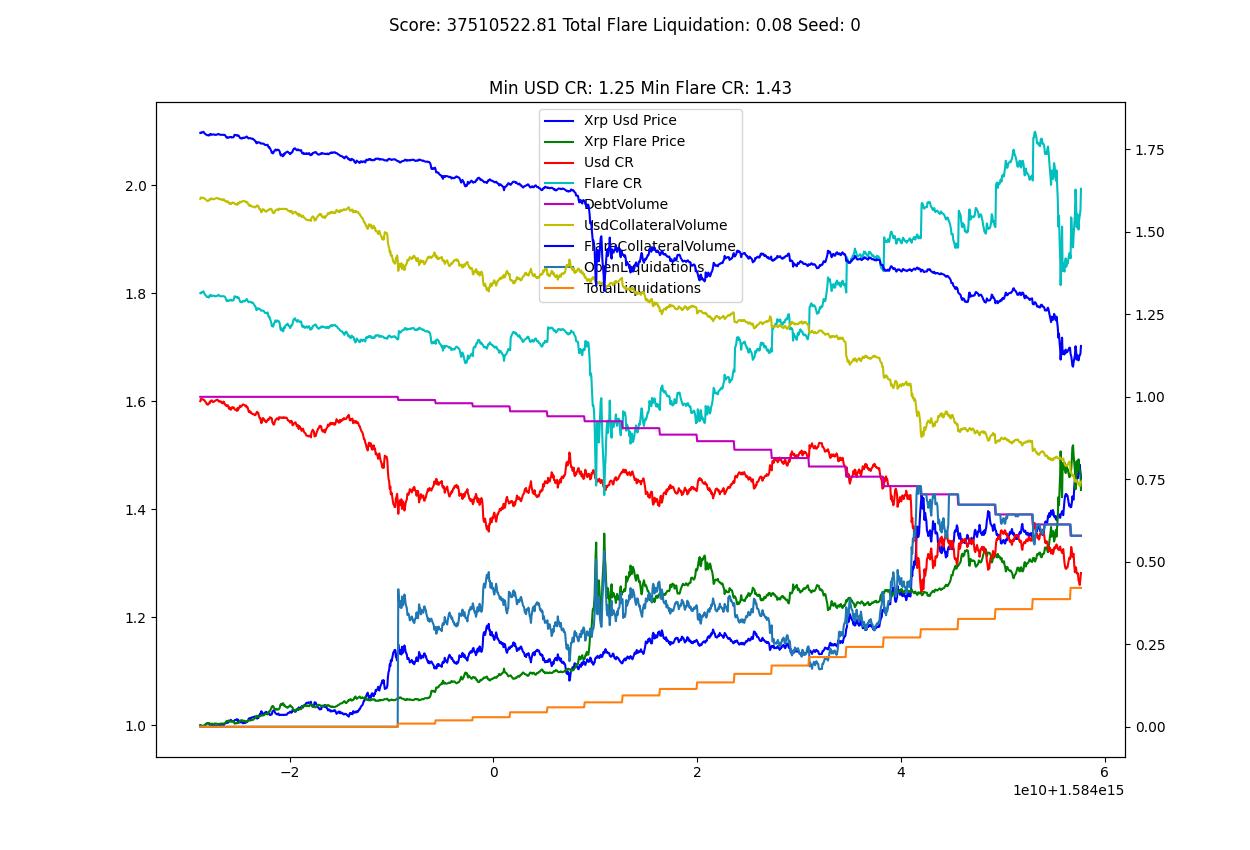 Score: 37510522.81 Total Flare Liquidation: 0.08 Seed: 0
Min USD CR: 1.25 Min Flare CR: 1.43
Xrp Usd Price
Xrp Flare Price
Usd CR
Flare CR
DebtVolume
UsdCollateralVolume
FlareCollateralVolume
OpenLiquidations
TotalLiquidations
2.0
1.8
1.6
1.4
1.2
1.0
1.75
1.50
1.25
1.00
0.75
0.50
0.25
0.00
−2 0 2 4 6
1e10+1.584e15